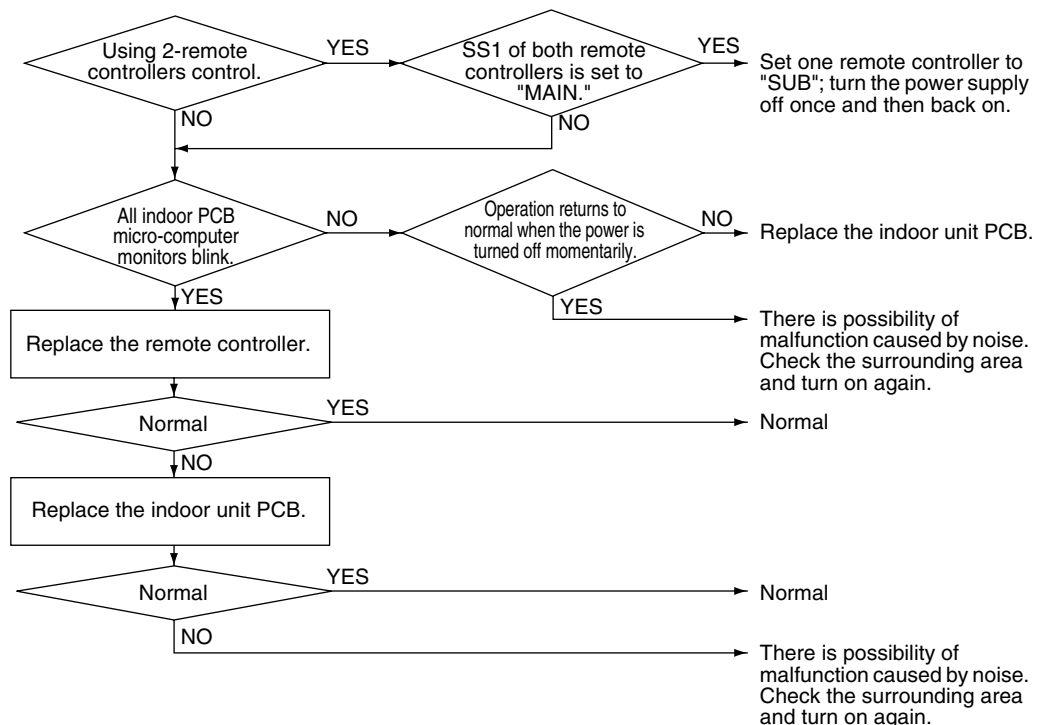 Using 2-remote
controllers control.
YES
SS1 of both remote
controllers is set to
"MAIN."
YES
Set one remote controller to
"SUB"; turn the power supply
off once and then back on.
NO
NO
All indoor PCB
micro-computer
monitors blink.
NO
Operation returns to
normal when the power is
turned off momentarily.
NO
Replace the indoor unit PCB.
YES
YES
There is possibility of
malfunction caused by noise.
Check the surrounding area
and turn on again.
Replace the remote controller.
Normal
YES
Normal
NO
Replace the indoor unit PCB.
Normal
YES
Normal
NO
There is possibility of
malfunction caused by noise.
Check the surrounding area
and turn on again.